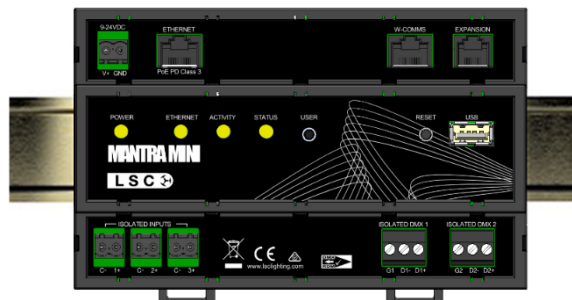 9-24VDC
ETHERNET
W-COMMS
EXPANSION
V+ GND
PoE PD Class 3
POWER
ETHERNET
ACTIVITY
STATUS
USER
RESET
USB
MANTRA MINI
LSC
ISOLATED INPUTS
ISOLATED DMX 1
ISOLATED DMX 2
C- 1+
C- 2+
C- 3+
CE
www.lsclighting.com
G1 D1- D1+
G2 D2- D2+